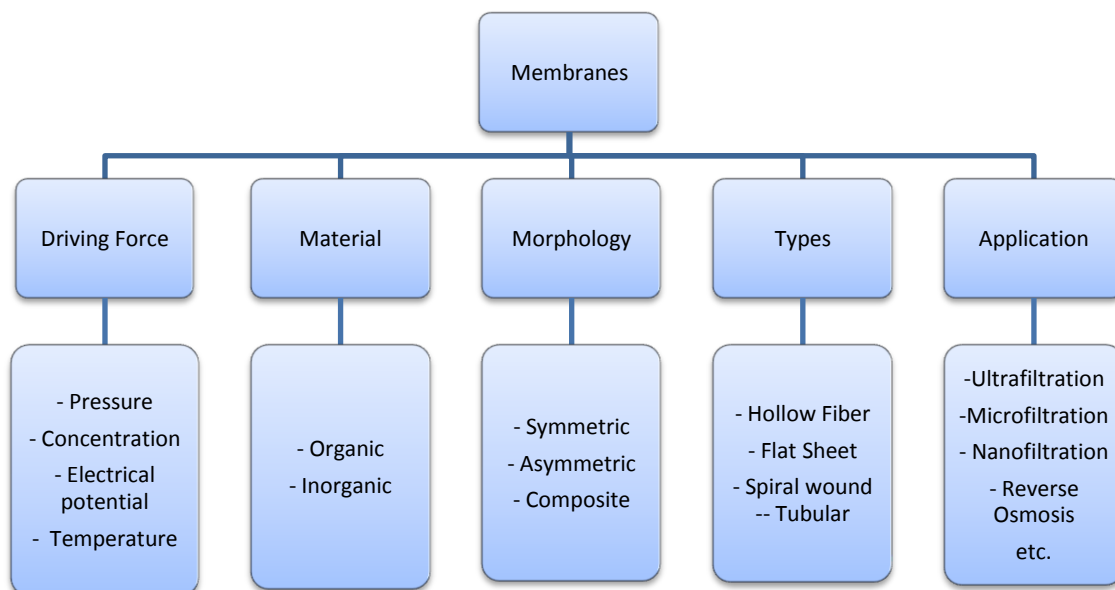 Membranes
Driving Force
Material
Morphology
Types
Application
- Pressure
- Concentration
- Electrical
potential
- Temperature
- Organic
- Inorganic
- Symmetric
- Asymmetric
- Composite
- Hollow Fiber
- Flat Sheet
- Spiral wound
-- Tubular
-Ultrafiltration
-Microfiltration
- Nanofiltration
- Reverse
Osmosis
etc.